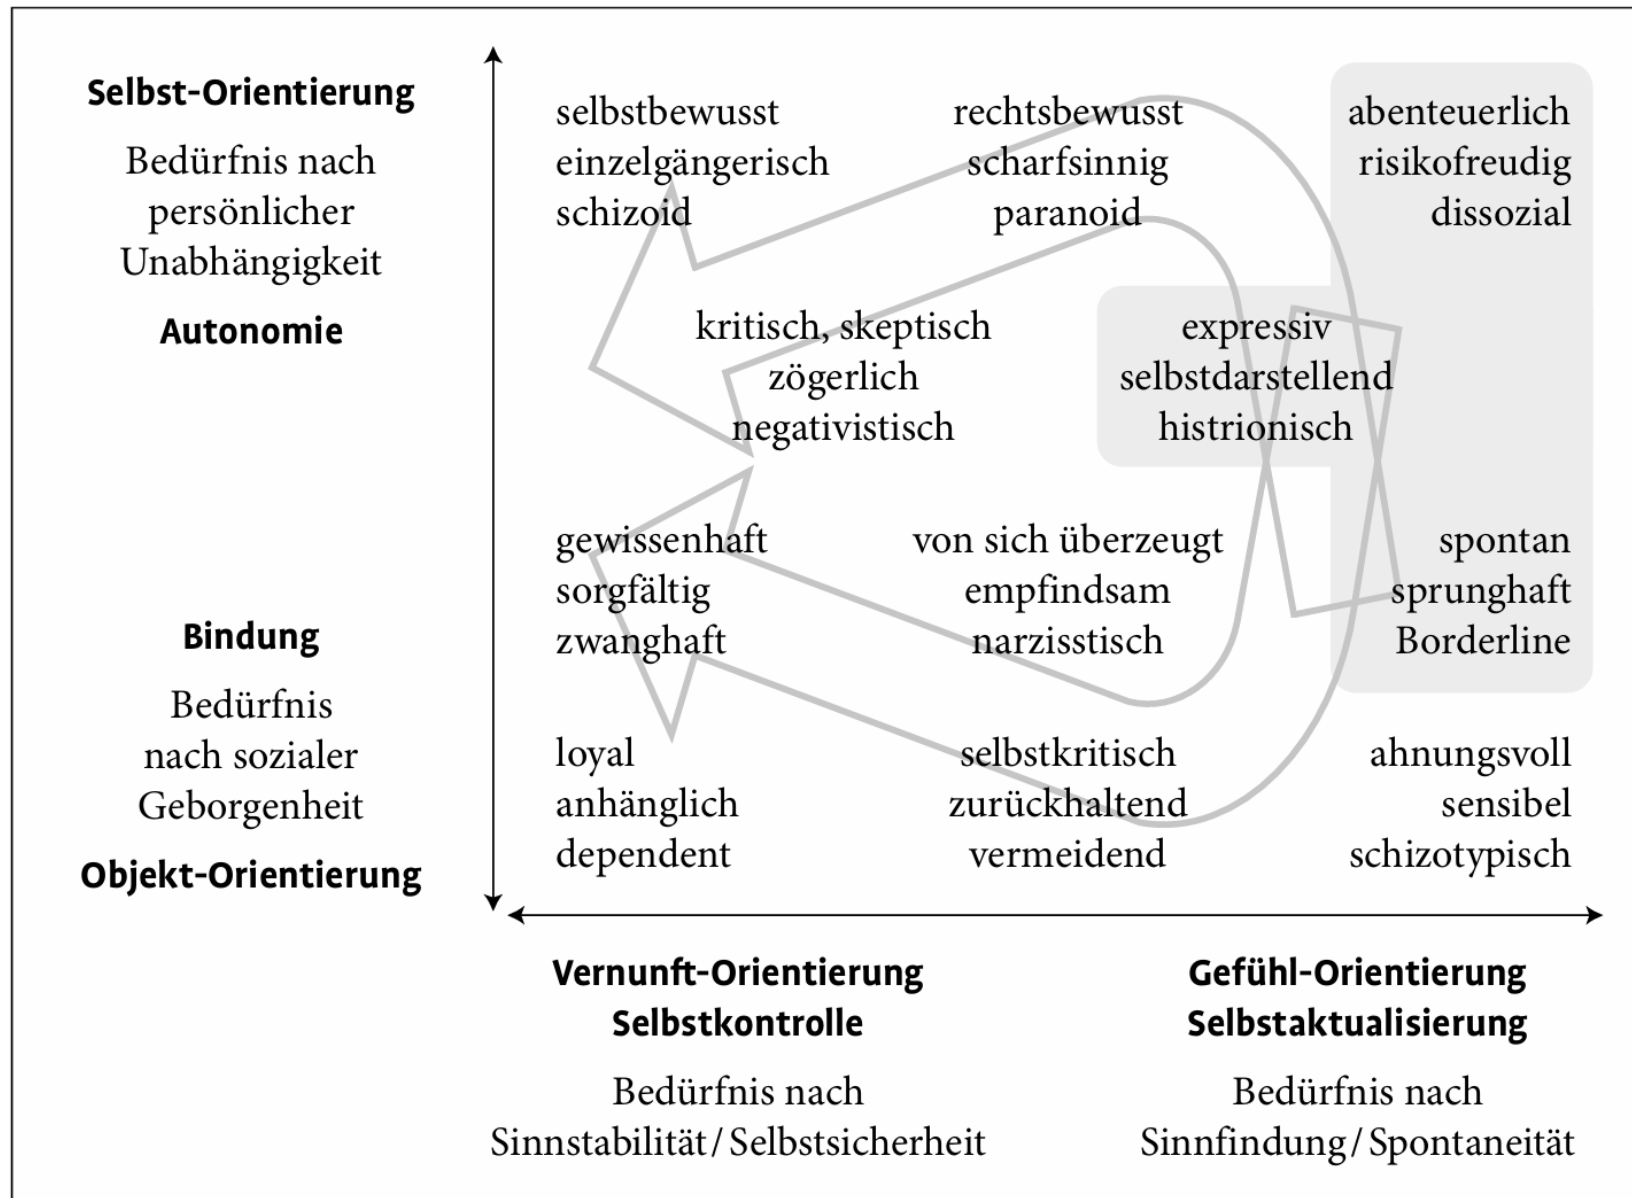 Selbst-Orientierung
Bedürfnis nach
persönlicher
Unabhängigkeit
Autonomie
Bindung
Bedürfnis
nach sozialer
Geborgenheit
Objekt-Orientierung
selbstbewusst
einzelgängerisch
schizoid
rechtsbewusst
scharfsinnig
paranoid
abenteuerlich
risikofreudig
dissozial
kritisch, skeptisch
zögerlich
negativistisch
expressiv
selbstdarstellend
histrionisch
gewissenhaft
sorgfältig
zwanghaft
von sich überzeugt
empfindsam
narzisstisch
spontan
sprunghaft
Borderline
loyal
anhänglich
dependent
selbstkritisch
zurückhaltend
vermeidend
ahnungsvoll
sensibel
schizotypisch
Vernunft-Orientierung
Selbstkontrolle
Bedürfnis nach
Sinnstabilität/Selbstsicherheit
Gefühl-Orientierung
Selbstaktualisierung
Bedürfnis nach
Sinnfindung/Spontaneität